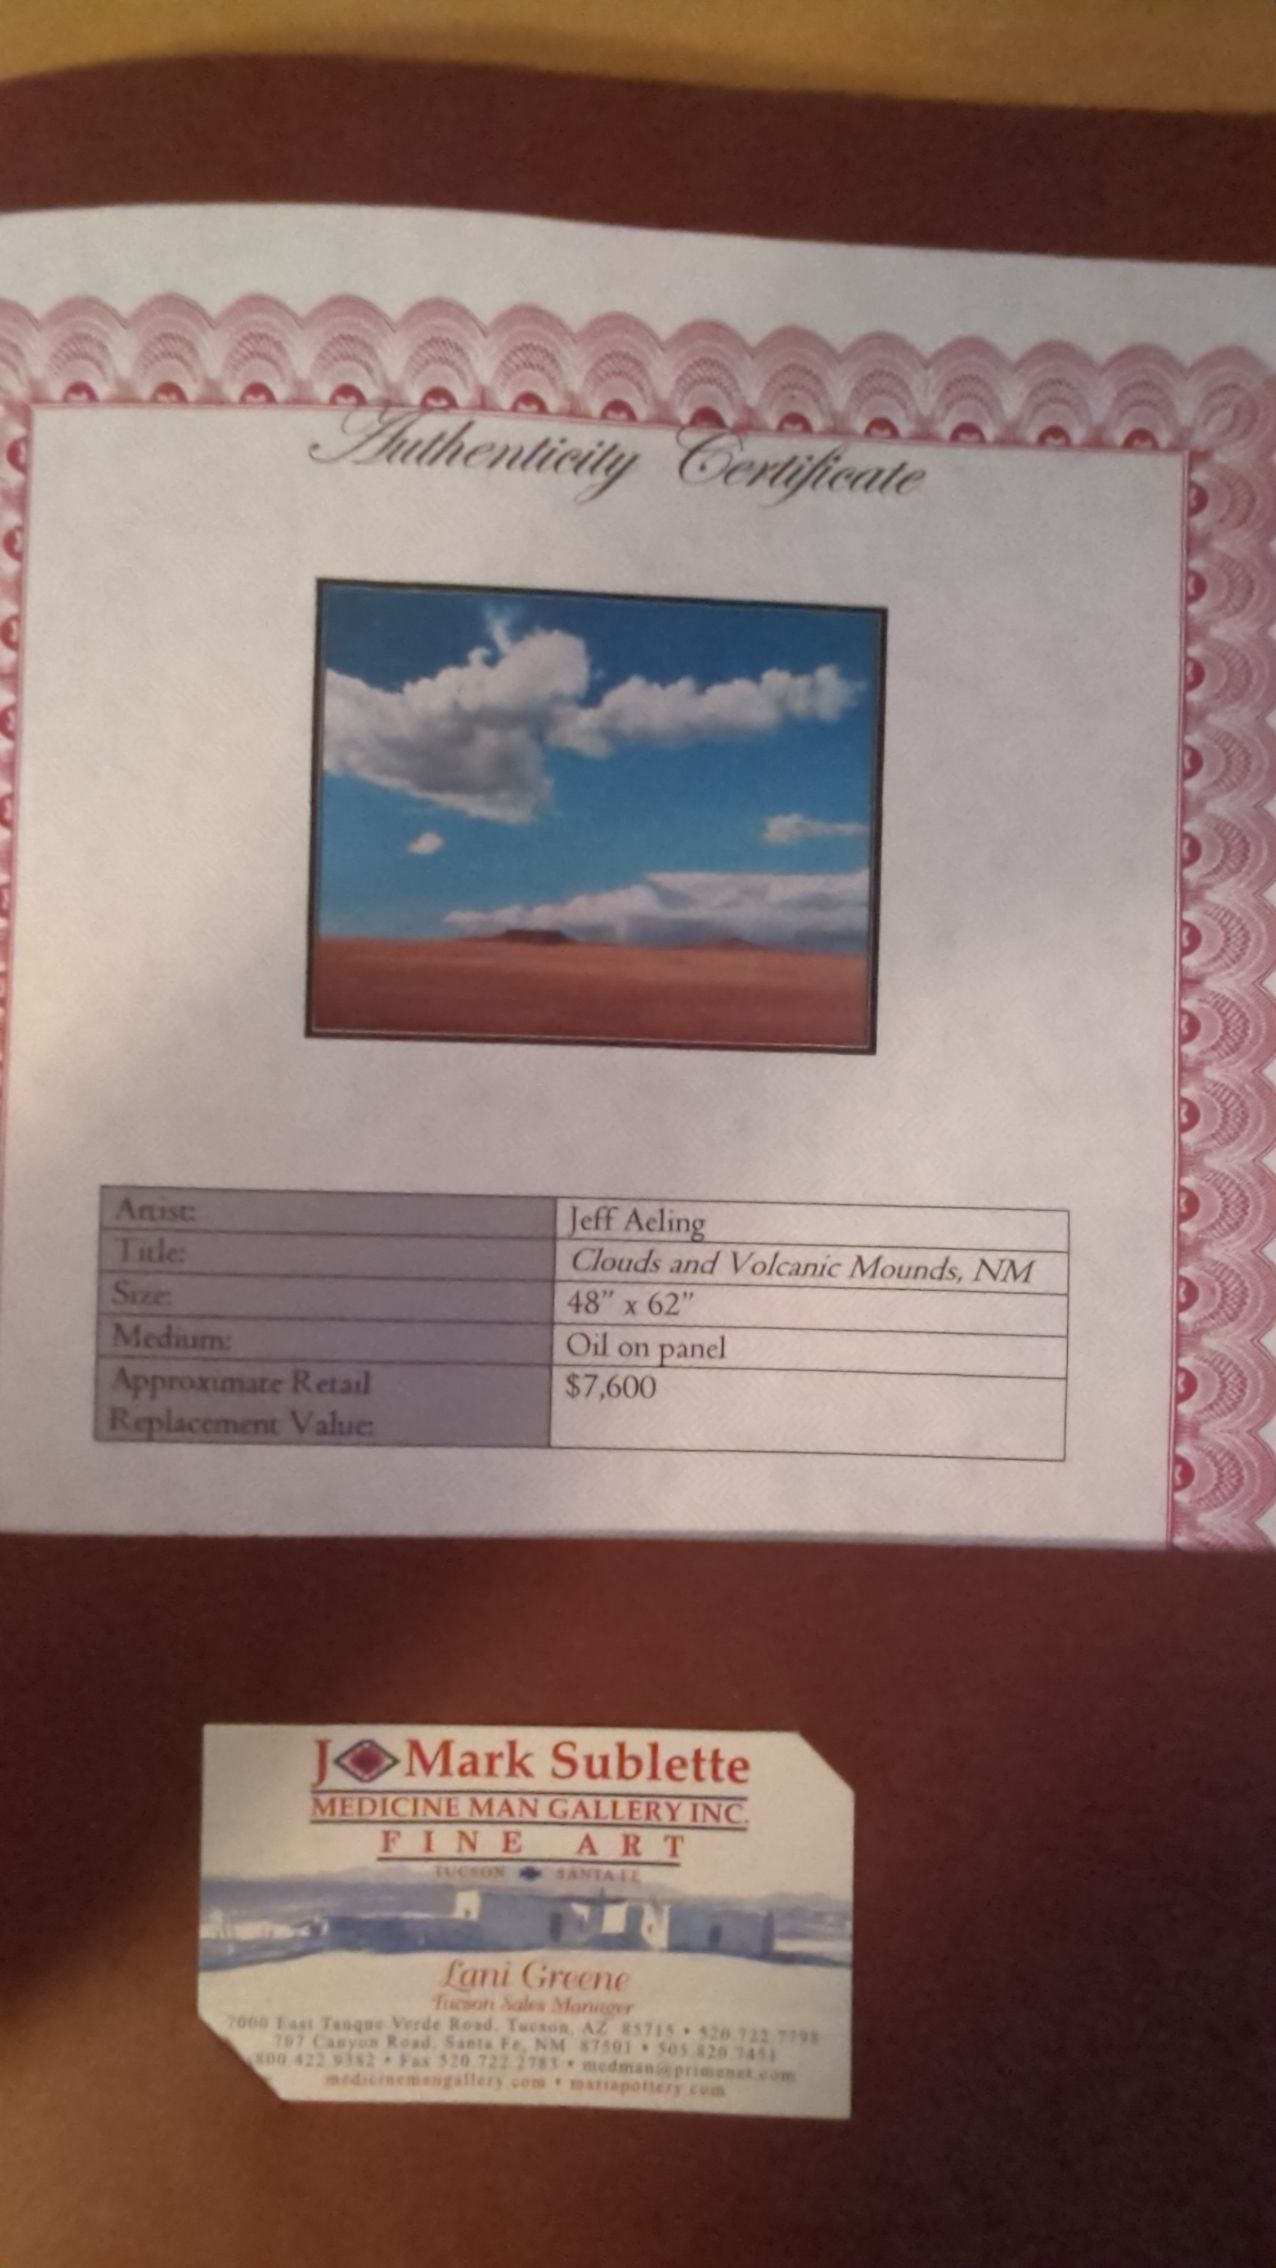 Authenticity Certificate
Artist: Jeff Aeling
Title: Clouds and Volcanic Mounds, NM
Size: 48" x 62"
Medium: Oil on panel
Approximate Retail $7,600
Replacement Value:
J Mark Sublette
MEDICINE MAN GALLERY INC.
FINE ART
TUCSON SANTA FE
Lani Greene
Tucson Sales Manager
7000 East Tanque Verde Road, Tucson, AZ 85715 • 520.722.7798
Canyon Road, Santa Fe, NM 87501 • 505.820.7451
800.422.9382 • Fax 520.722.2783 • medman@primenet.com
medicinemangallery.com • mariapottery.com